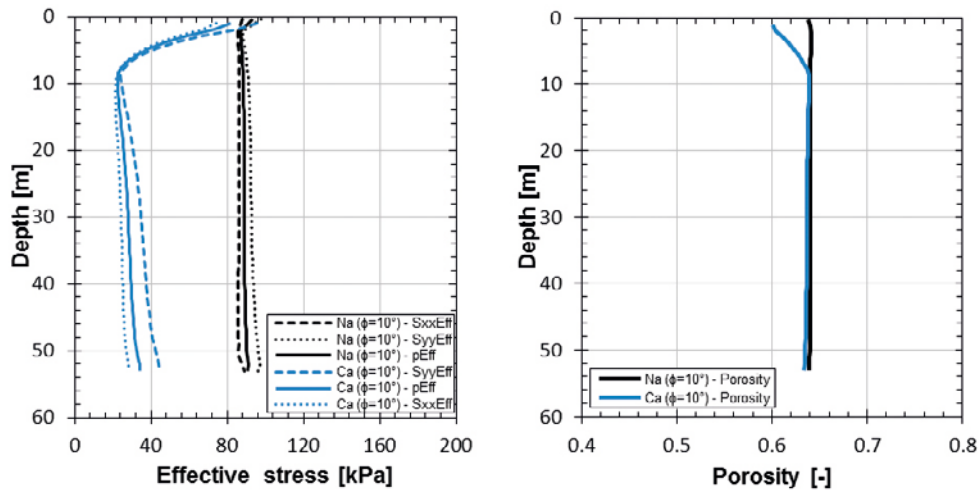 0
10
20
30
40
50
60
Depth [m]
Na (ϕ=10°) - SxxEff
Na (ϕ=10°) - SyyEff
Na (ϕ=10°) - pEff
Ca (ϕ=10°) - SyyEff
Ca (ϕ=10°) - pEff
Ca (ϕ=10°) - SxxEff
0 40 80 120 160 200
Effective stress [kPa]
0
10
20
30
40
50
60
Depth [m]
Na (ϕ=10°) - Porosity
Ca (ϕ=10°) - Porosity
0.4 0.5 0.6 0.7 0.8
Porosity [-]